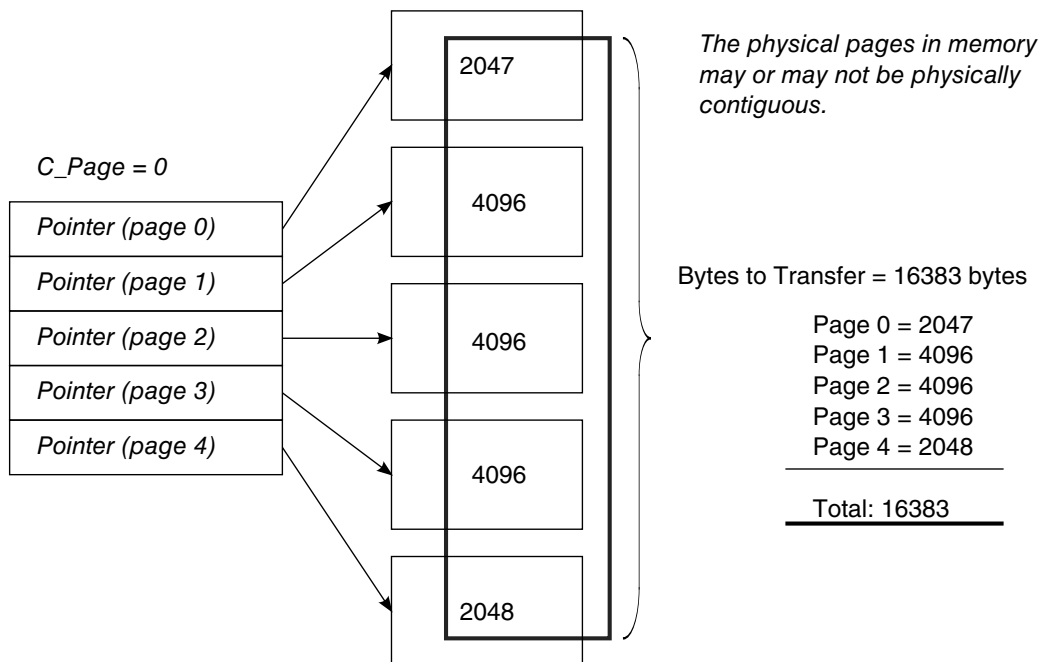 C_Page = 0
Pointer (page 0)
Pointer (page 1)
Pointer (page 2)
Pointer (page 3)
Pointer (page 4)
2047
4096
4096
4096
2048
The physical pages in memory
may or may not be physically
contiguous.
Bytes to Transfer = 16383 bytes
Page 0 = 2047
Page 1 = 4096
Page 2 = 4096
Page 3 = 4096
Page 4 = 2048
Total: 16383